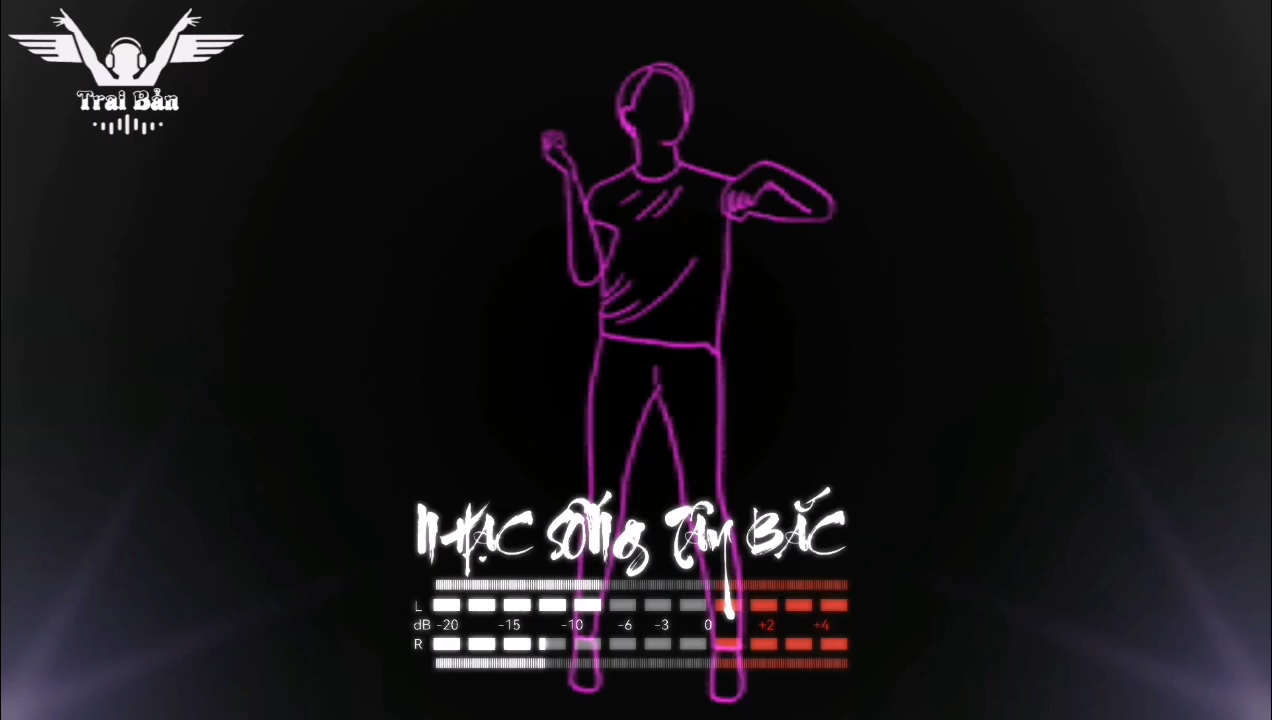 Trai Bản
NHẠC SỐNG TÂY BẮC
L
dB -20 -15 -10 -6 -3 0 +2 +4
R